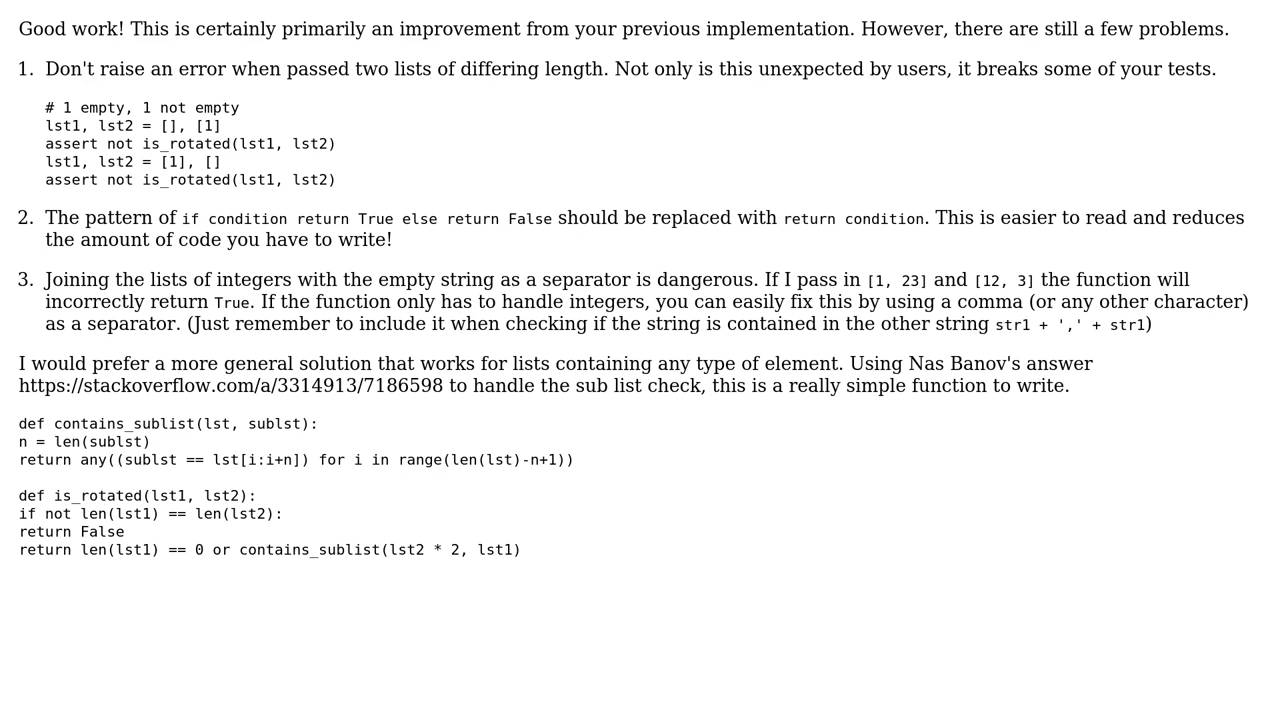 Good work! This is certainly primarily an improvement from your previous implementation. However, there are still a few problems.
1. Don't raise an error when passed two lists of differing length. Not only is this unexpected by users, it breaks some of your tests.
# 1 empty, 1 not empty
lst1, lst2 = [], [1]
assert not is_rotated(lst1, lst2)
lst1, lst2 = [1], []
assert not is_rotated(lst1, lst2)
2. The pattern of if condition return True else return False should be replaced with return condition. This is easier to read and reduces
the amount of code you have to write!
3. Joining the lists of integers with the empty string as a separator is dangerous. If I pass in [1, 23] and [12, 3] the function will
incorrectly return True. If the function only has to handle integers, you can easily fix this by using a comma (or any other character)
as a separator. (Just remember to include it when checking if the string is contained in the other string str1 + ',' + str1)
I would prefer a more general solution that works for lists containing any type of element. Using Nas Banov's answer
https://stackoverflow.com/a/3314913/7186598 to handle the sub list check, this is a really simple function to write.
def contains_sublist(lst, sublst):
n = len(sublst)
return any((sublst == lst[i:i+n]) for i in range(len(lst)-n+1))
def is_rotated(lst1, lst2):
if not len(lst1) == len(lst2):
return False
return len(lst1) == 0 or contains_sublist(lst2 * 2, lst1)